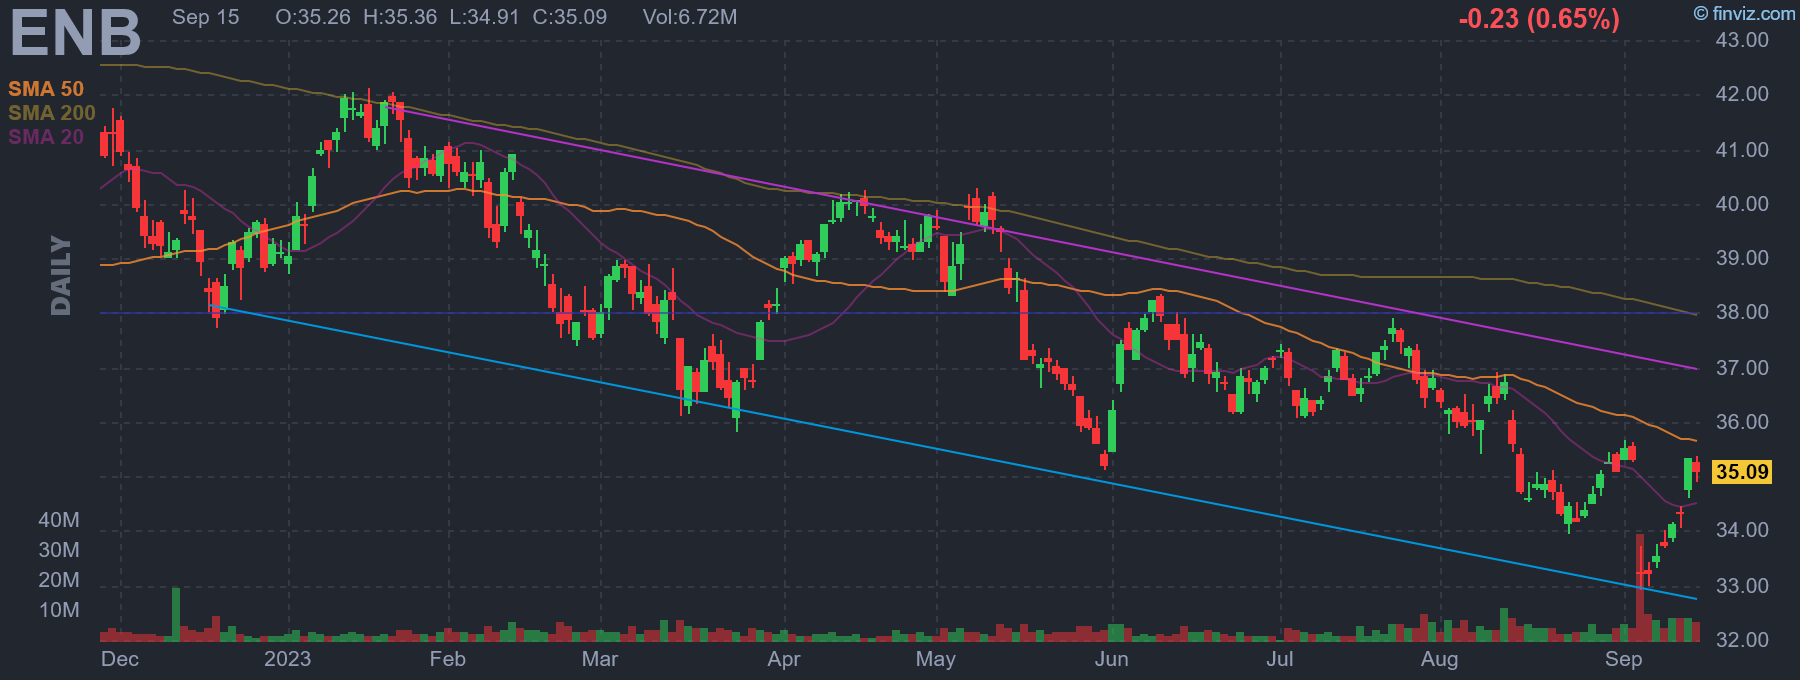 ENB Sep 15 O:35.26 H:35.36 L:34.91 C:35.09 Vol:6.72M -0.23 (0.65%) © finviz.com
SMA 50
SMA 200
SMA 20
DAILY
43.00
42.00
41.00
40.00
39.00
38.00
37.00
36.00
35.09
34.00
33.00
32.00
40M
30M
20M
10M
Dec 2023 Feb Mar Apr May Jun Jul Aug Sep